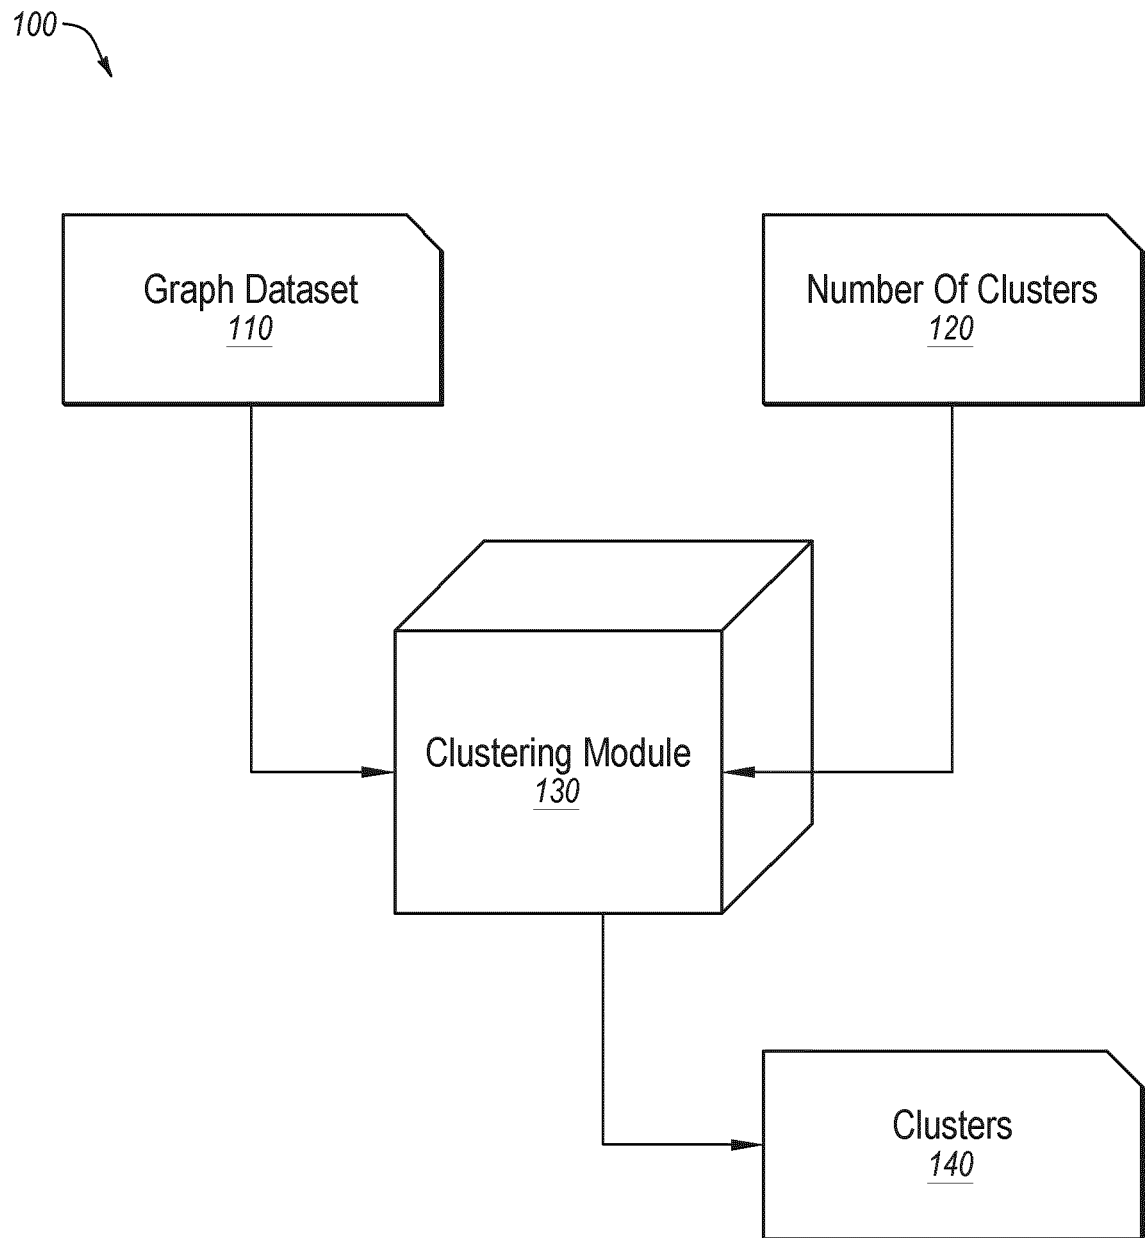 100
Graph Dataset
110
Number Of Clusters
120
Clustering Module
130
Clusters
140